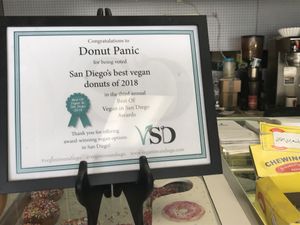 Congratulations to
Donut Panic
for being voted
San Diego's best vegan
donuts of 2018
in the third annual
Best Of
Vegan in San Diego
Awards
Thank you for offering
award-winning vegan options
in San Diego!
VSD
CHEWING